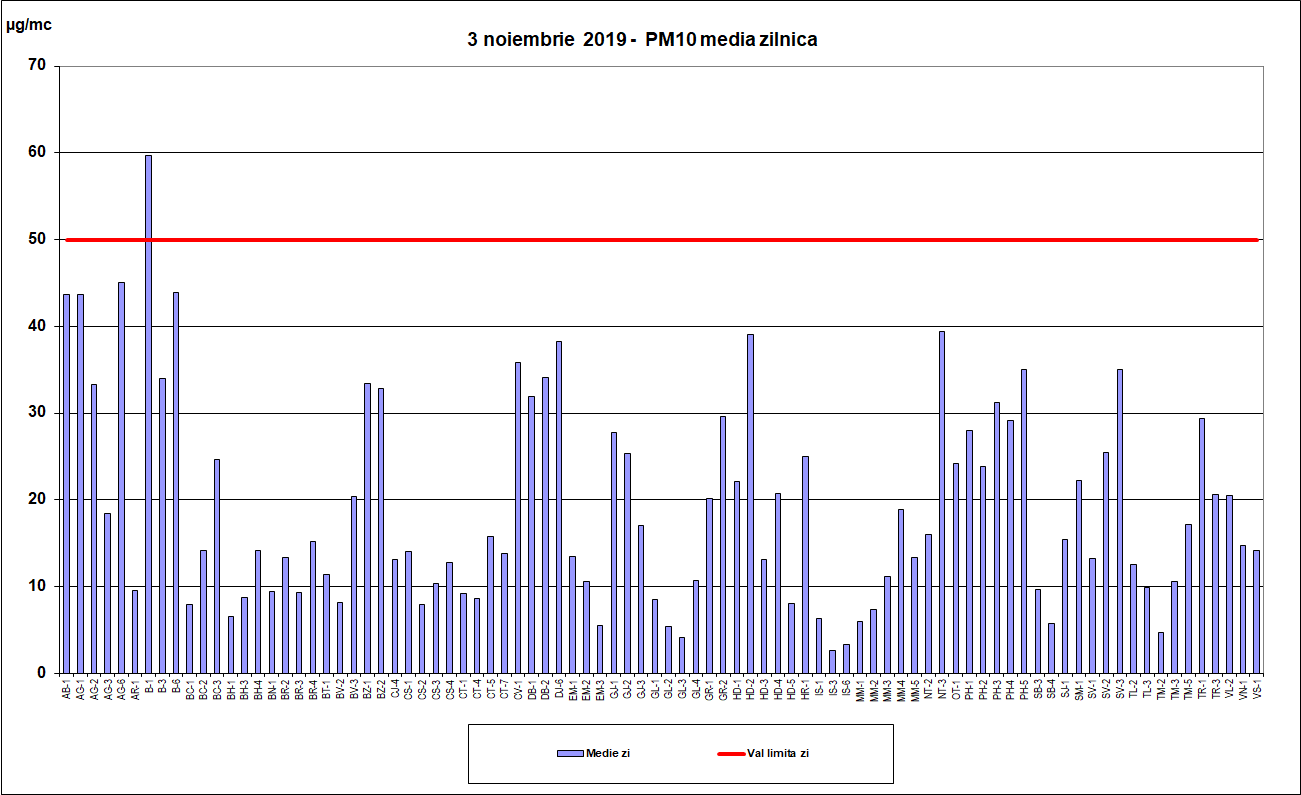 µg/mc
3 noiembrie 2019 - PM10 media zilnica
70
60
50
40
30
20
10
0
AB-1 AG-1 AG-2 AG-3 AG-6 AR-1 B-1 B-3 B-6 BC-1 BC-2 BC-3 BH-1 BH-3 BH-4 BN-1 BR-2 BR-3 BR-4 BT-1 BV-2 BV-3 BZ-1 BZ-2 CJ-4 CS-1 CS-2 CS-3 CS-4 CT-1 CT-4 CT-5 CT-7 CV-1 DB-1 DB-2 DJ-6 EM-1 EM-2 EM-3 GJ-1 GJ-2 GJ-3 GL-1 GL-2 GL-3 GL-4 GR-1 GR-2 HD-1 HD-2 HD-3 HD-4 HD-5 HR-1 IS-1 IS-3 IS-6 MM-1 MM-2 MM-3 MM-4 MM-5 NT-2 NT-3 OT-1 PH-1 PH-2 PH-3 PH-4 PH-5 SB-3 SB-4 SJ-1 SM-1 SV-1 SV-2 SV-3 TL-2 TL-3 TM-2 TM-3 TM-5 TR-1 TR-3 VL-2 VN-1 VS-1
Medie zi Val limita zi